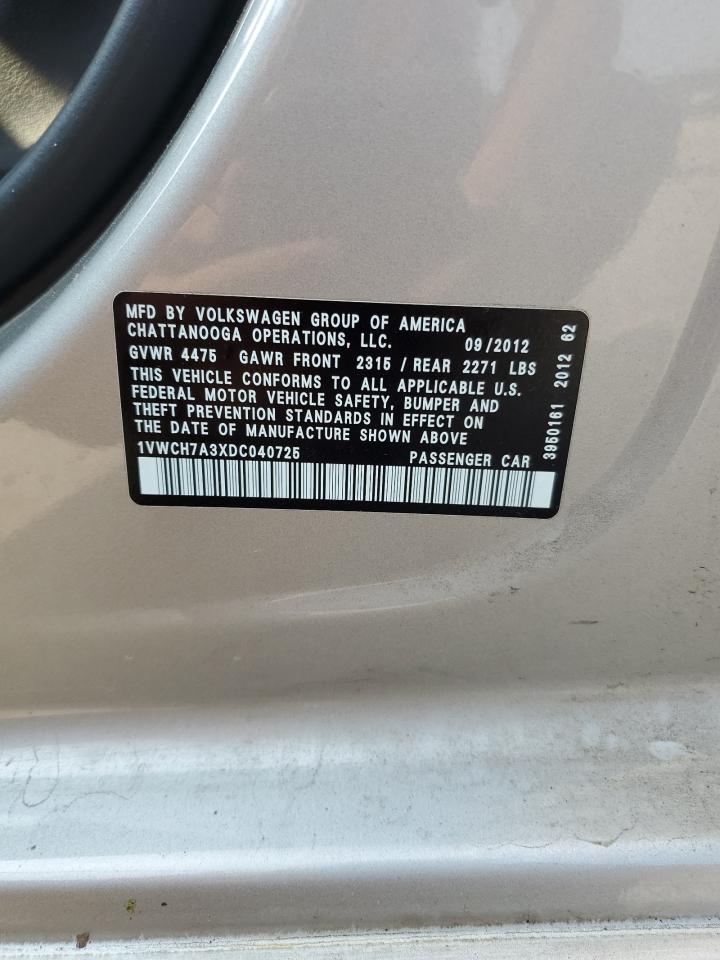 MFD BY VOLKSWAGEN GROUP OF AMERICA
CHATTANOOGA OPERATIONS, LLC. 09/2012
GVWR 4475 GAWR FRONT 2315 / REAR 2271 LBS
THIS VEHICLE CONFORMS TO ALL APPLICABLE U.S.
FEDERAL MOTOR VEHICLE SAFETY, BUMPER AND
THEFT PREVENTION STANDARDS IN EFFECT ON
THE DATE OF MANUFACTURE SHOWN ABOVE
1VWCH7A3XDC040725 PASSENGER CAR
3950161 2012 62